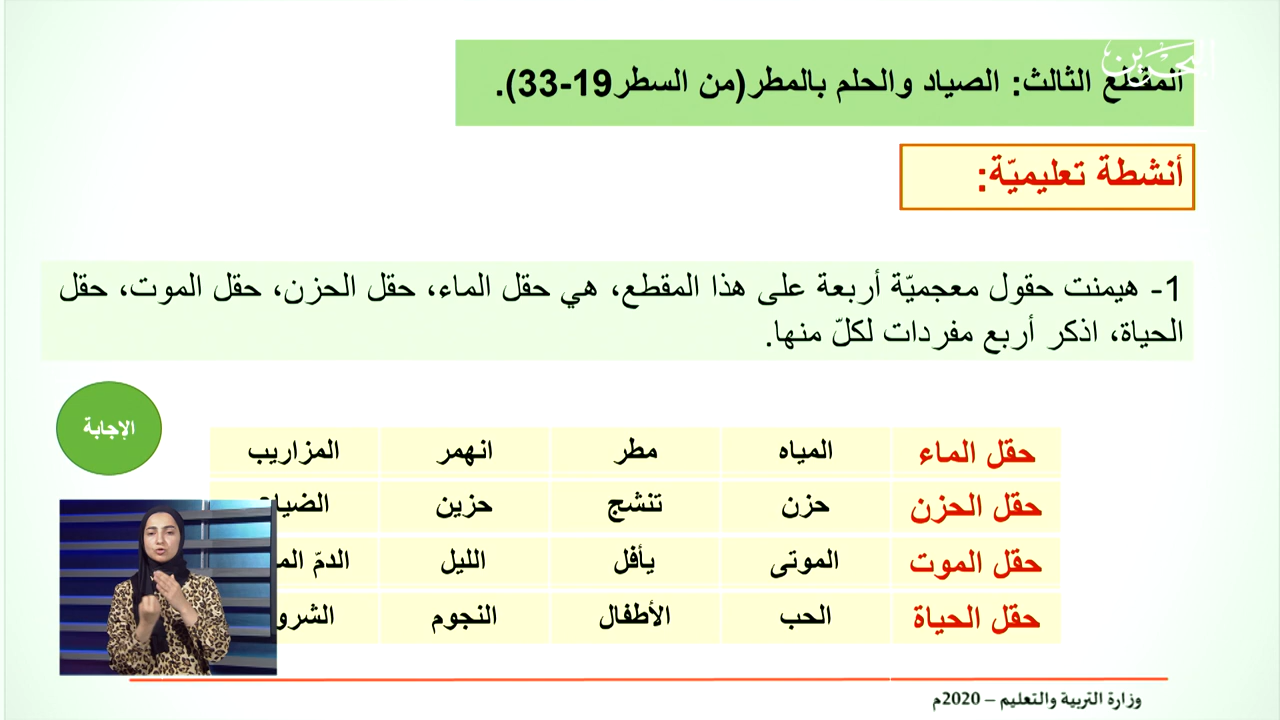 البحرين
المقطع الثالث: الصياد والحلم بالمطر(من السطر19-33).
أنشطة تعليميّة:
1- هيمنت حقول معجميّة أربعة على هذا المقطع، هي حقل الماء، حقل الحزن، حقل الموت، حقل
الحياة، اذكر أربع مفردات لكلّ منها.
الإجابة
حقل الماء المياه مطر انهمر المزاريب
حقل الحزن حزن تنشج حزين
حقل الموت الموتى يأفل الليل الدمّ
حقل الحياة الحب الأطفال النجوم
وزارة التربية والتعليم – 2020م